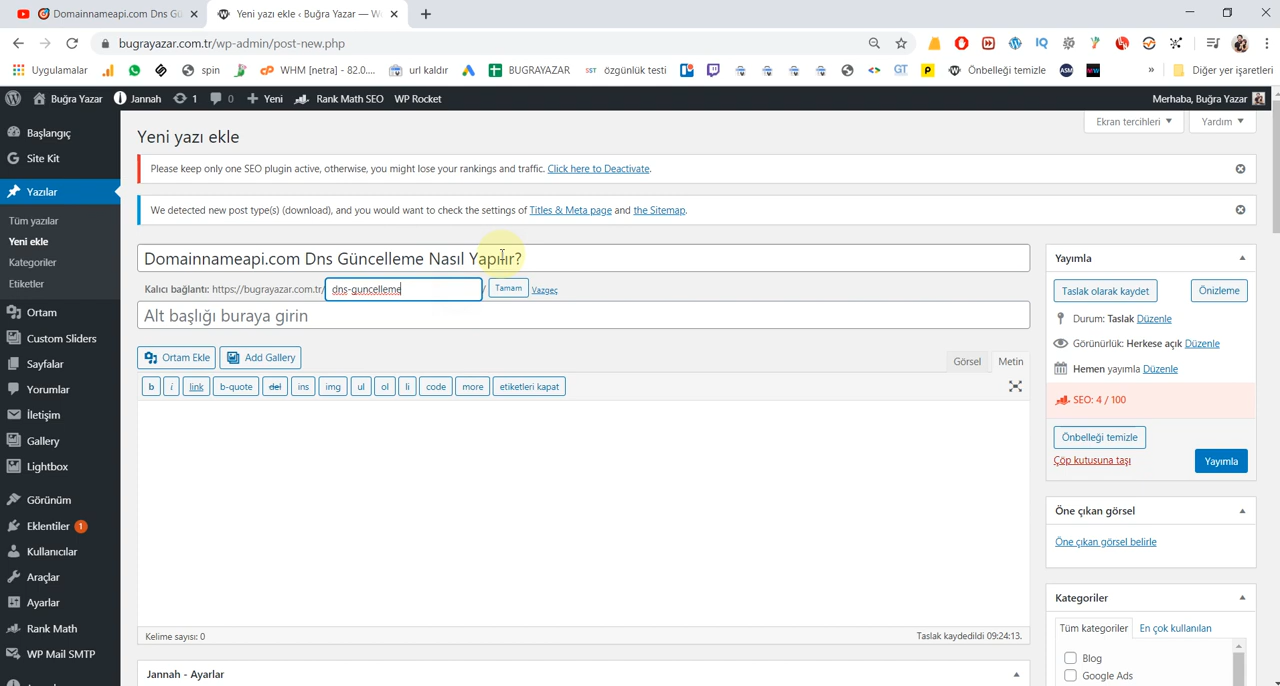 Domainnameapi.com Dns Gü
Yeni yazı ekle ‹ Buğra Yazar — W
bugrayazar.com.tr/wp-admin/post-new.php
Uygulamalar
spin
WHM [netra] - 82.0....
url kaldır
BUGRAYAZAR
SST özgünlük testi
GT
Önbelleği temizle
ASM
»
Diğer yer işaretleri
Buğra Yazar
Jannah
1
0
Yeni
Rank Math SEO
WP Rocket
Merhaba, Buğra Yazar
Başlangıç
Site Kit
Yazılar
Tüm yazılar
Yeni ekle
Kategoriler
Etiketler
Ortam
Custom Sliders
Sayfalar
Yorumlar
İletişim
Gallery
Lightbox
Görünüm
Eklentiler 1
Kullanıcılar
Araçlar
Ayarlar
Rank Math
WP Mail SMTP
Ekran tercihleri
Yardım
Yeni yazı ekle
Please keep only one SEO plugin active, otherwise, you might lose your rankings and traffic. Click here to Deactivate.
We detected new post type(s) (download), and you would want to check the settings of Titles & Meta page and the Sitemap.
Domainnameapi.com Dns Güncelleme Nasıl Yapılır?
Kalıcı bağlantı: https://bugrayazar.com.tr/dns-guncelleme/ Tamam Vazgeç
Alt başlığı buraya girin
Ortam Ekle
Add Gallery
Görsel
Metin
b
i
link
b-quote
del
ins
img
ul
ol
li
code
more
etiketleri kapat
Kelime sayısı: 0
Taslak kaydedildi 09:24:13.
Jannah - Ayarlar
Yayımla
Taslak olarak kaydet
Önizleme
Durum: Taslak Düzenle
Görünürlük: Herkese açık Düzenle
Hemen yayımla Düzenle
SEO: 4 / 100
Önbelleği temizle
Çöp kutusuna taşı
Yayımla
Öne çıkan görsel
Öne çıkan görsel belirle
Kategoriler
Tüm kategoriler
En çok kullanılan
Blog
Google Ads